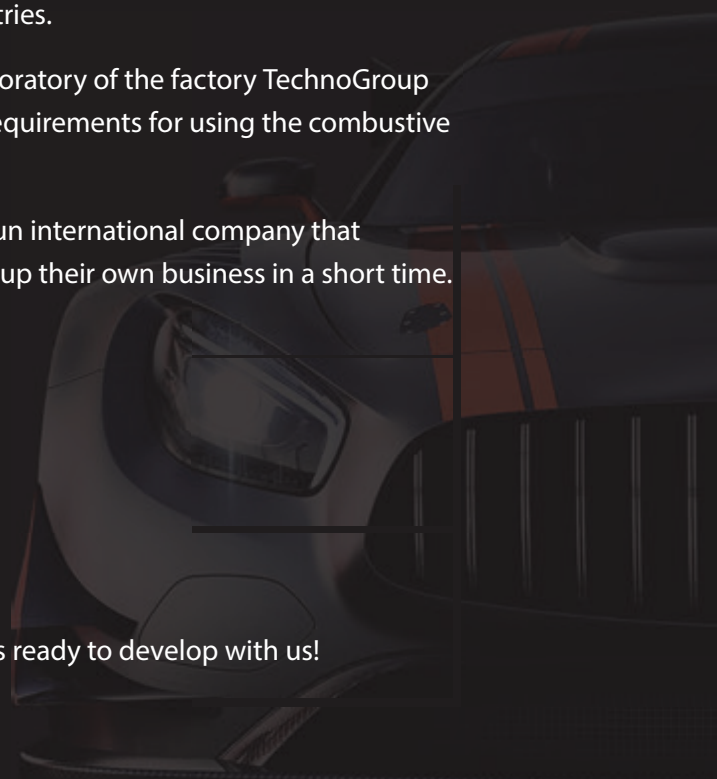 tries.
oratory of the factory TechnoGroup
equirements for using the combustive
un international company that
up their own business in a short time.
s ready to develop with us!